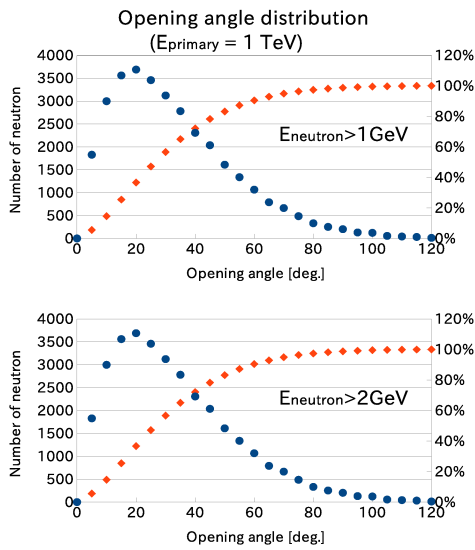 Opening angle distribution
(Eprimary = 1 TeV)
4000 120%
3500 100%
3000
2500 80%
2000 60%
1500 40%
1000
500 20%
0 0%
0 20 40 60 80 100 120
Number of neutron
Eneutron>1GeV
Opening angle [deg.]
4000 120%
3500 100%
3000
2500 80%
2000 60%
1500 40%
1000
500 20%
0 0%
0 20 40 60 80 100 120
Number of neutron
Eneutron>2GeV
Opening angle [deg.]